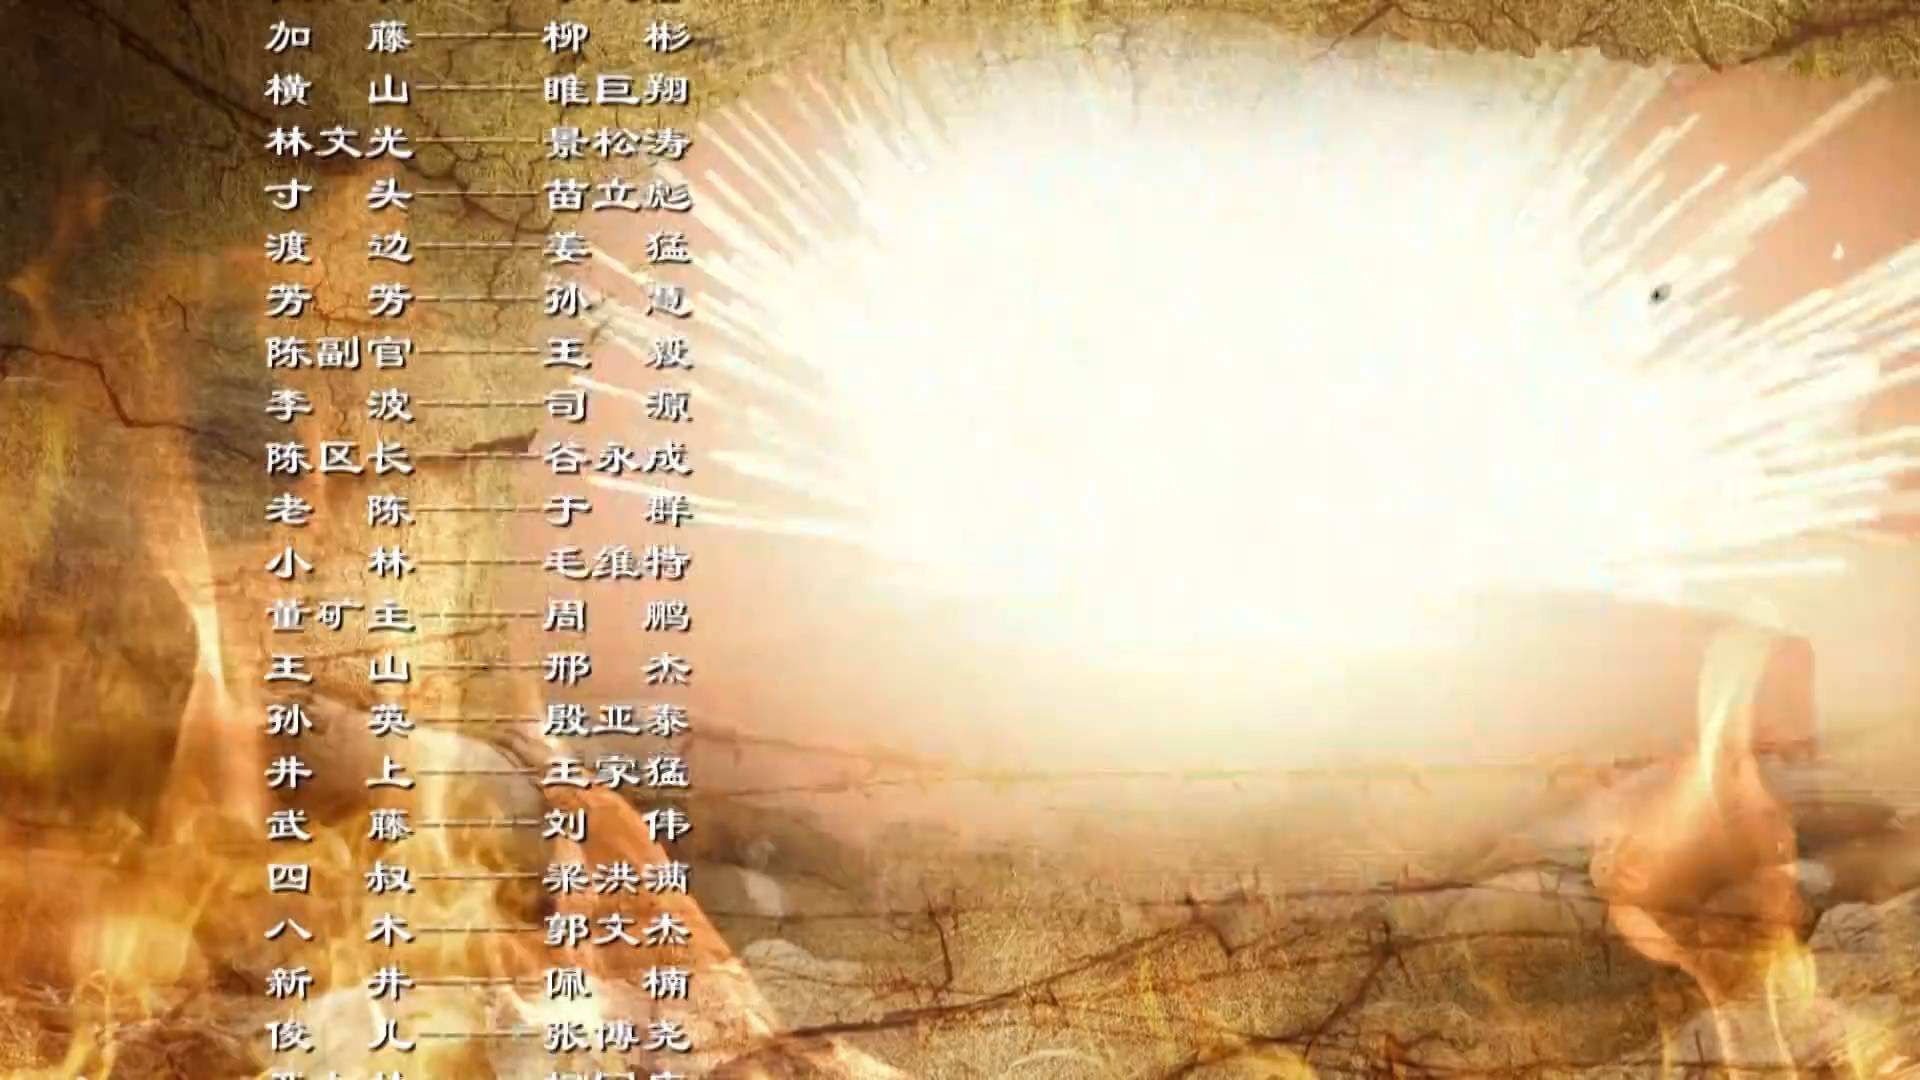 加藤——柳彬
横山——睢巨翔
林文光——景松涛
寸头——苗立彪
渡边——姜猛
芳芳——孙慧
陈副官——王毅
李波——司源
陈区长——谷永成
老陈——于群
小林——毛维特
董矿主——周鹏
王山——邢杰
孙英——殷亚泰
井上——王家猛
武藤——刘伟
四叔——梁洪满
八木——郭文杰
新井——佩楠
俊儿——张博尧